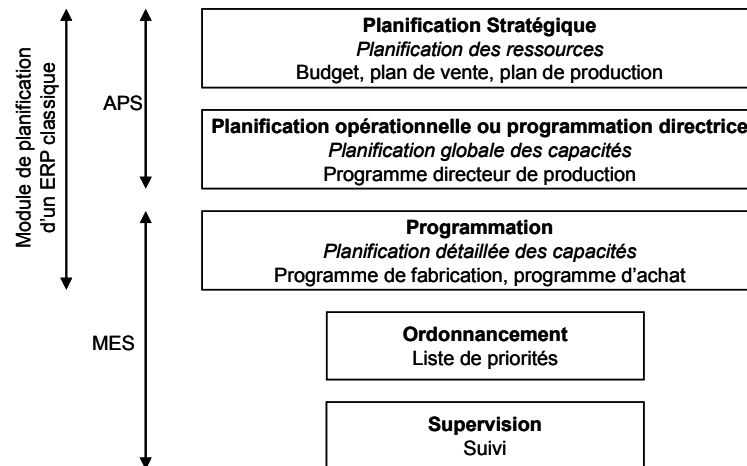 Planification Stratégique
Planification des ressources
Budget, plan de vente, plan de production
APS
Module de planification
d'un ERP classique
Planification opérationnelle ou programmation directrice
Planification globale des capacités
Programme directeur de production
Programmation
Planification détaillée des capacités
Programme de fabrication, programme d'achat
MES
Ordonnancement
Liste de priorités
Supervision
Suivi